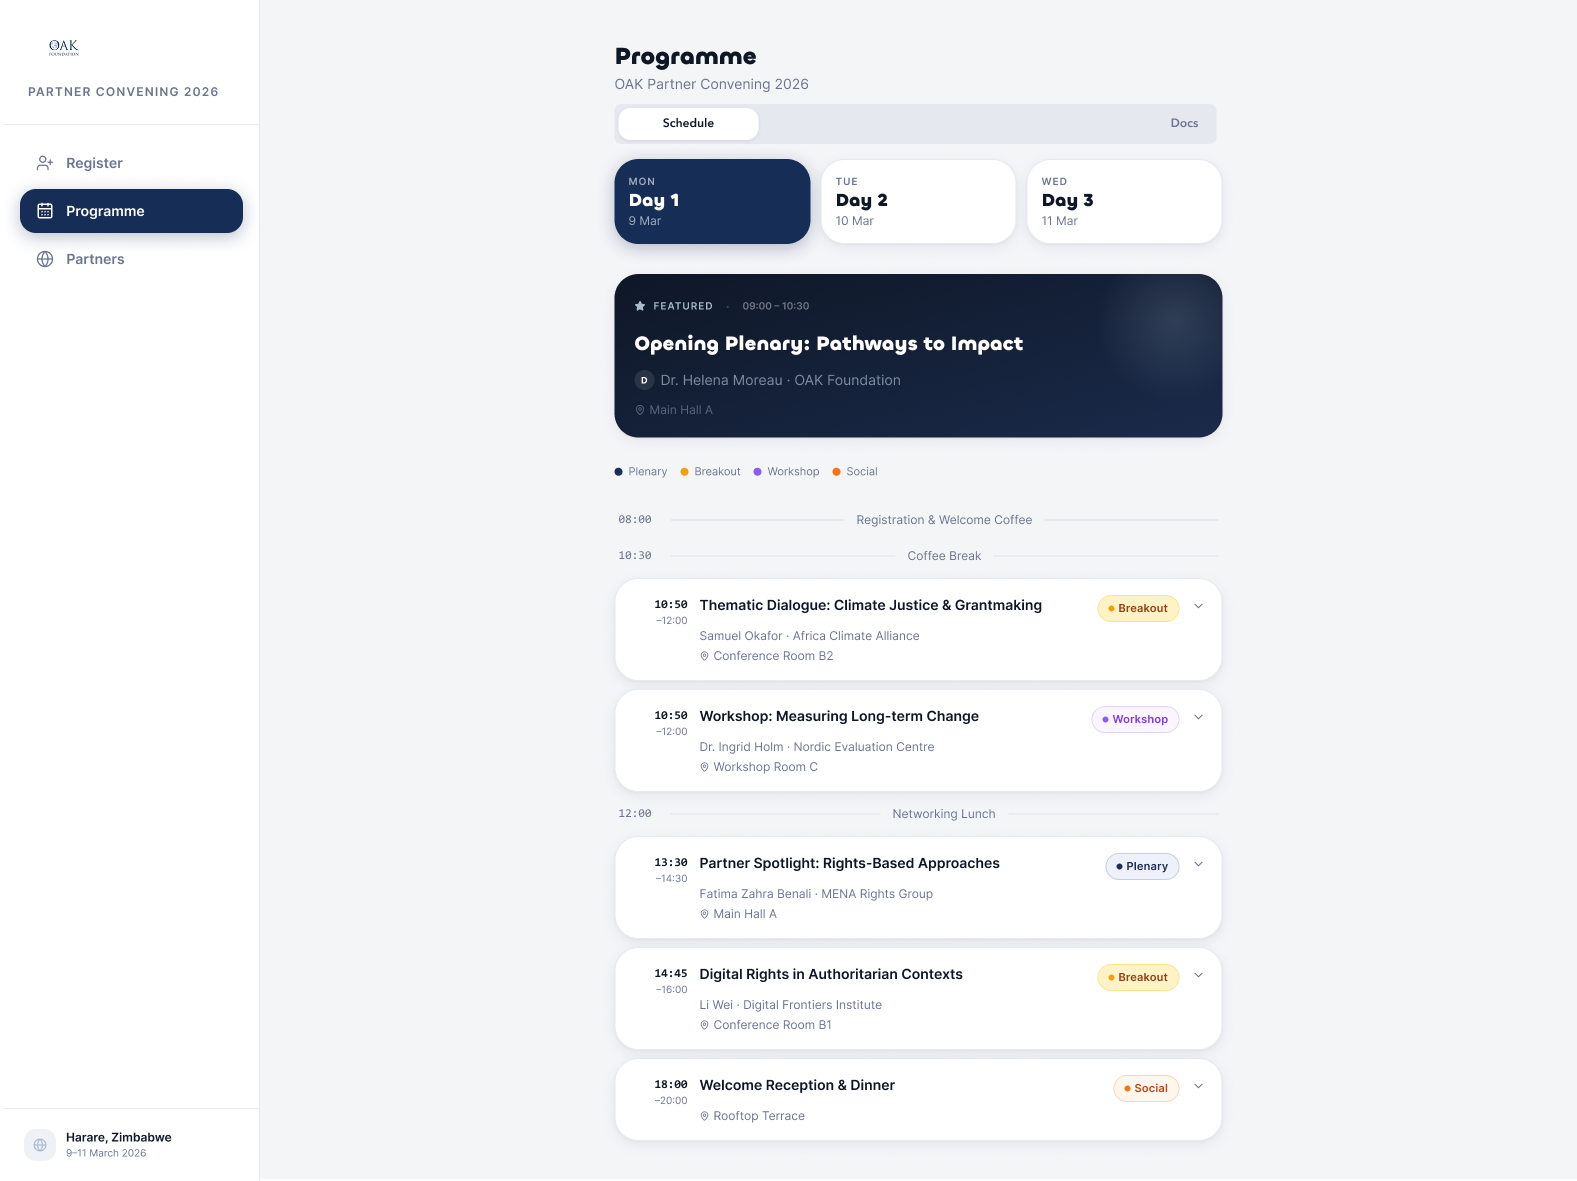 OAK
FOUNDATION
PARTNER CONVENING 2026
Register
Programme
Partners
Harare, Zimbabwe
9–11 March 2026
Programme
OAK Partner Convening 2026
Schedule
Docs
MON
Day 1
9 Mar
TUE
Day 2
10 Mar
WED
Day 3
11 Mar
FEATURED · 09:00 – 10:30
Opening Plenary: Pathways to Impact
D Dr. Helena Moreau · OAK Foundation
Main Hall A
Plenary Breakout Workshop Social
08:00 Registration & Welcome Coffee
10:30 Coffee Break
10:50 Thematic Dialogue: Climate Justice & Grantmaking Breakout
–12:00
Samuel Okafor · Africa Climate Alliance
Conference Room B2
10:50 Workshop: Measuring Long-term Change Workshop
–12:00
Dr. Ingrid Holm · Nordic Evaluation Centre
Workshop Room C
12:00 Networking Lunch
13:30 Partner Spotlight: Rights-Based Approaches Plenary
–14:30
Fatima Zahra Benali · MENA Rights Group
Main Hall A
14:45 Digital Rights in Authoritarian Contexts Breakout
–16:00
Li Wei · Digital Frontiers Institute
Conference Room B1
18:00 Welcome Reception & Dinner Social
–20:00
Rooftop Terrace